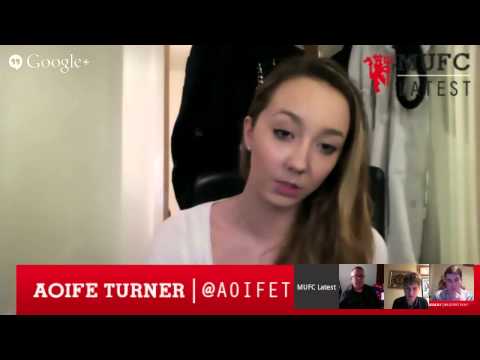 Google+
MUFC
LATEST
AOIFE TURNER | @AOIFET
MUFC Latest